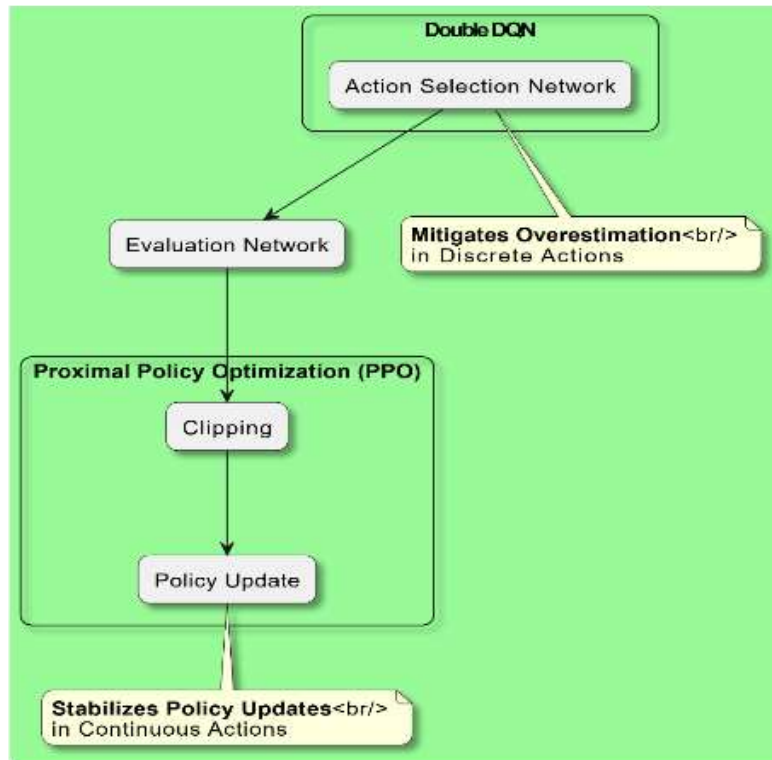 Double DQN
Action Selection Network
Evaluation Network
Mitigates Overestimation<br/>
in Discrete Actions
Proximal Policy Optimization (PPO)
Clipping
Policy Update
Stabilizes Policy Updates<br/>
in Continuous Actions